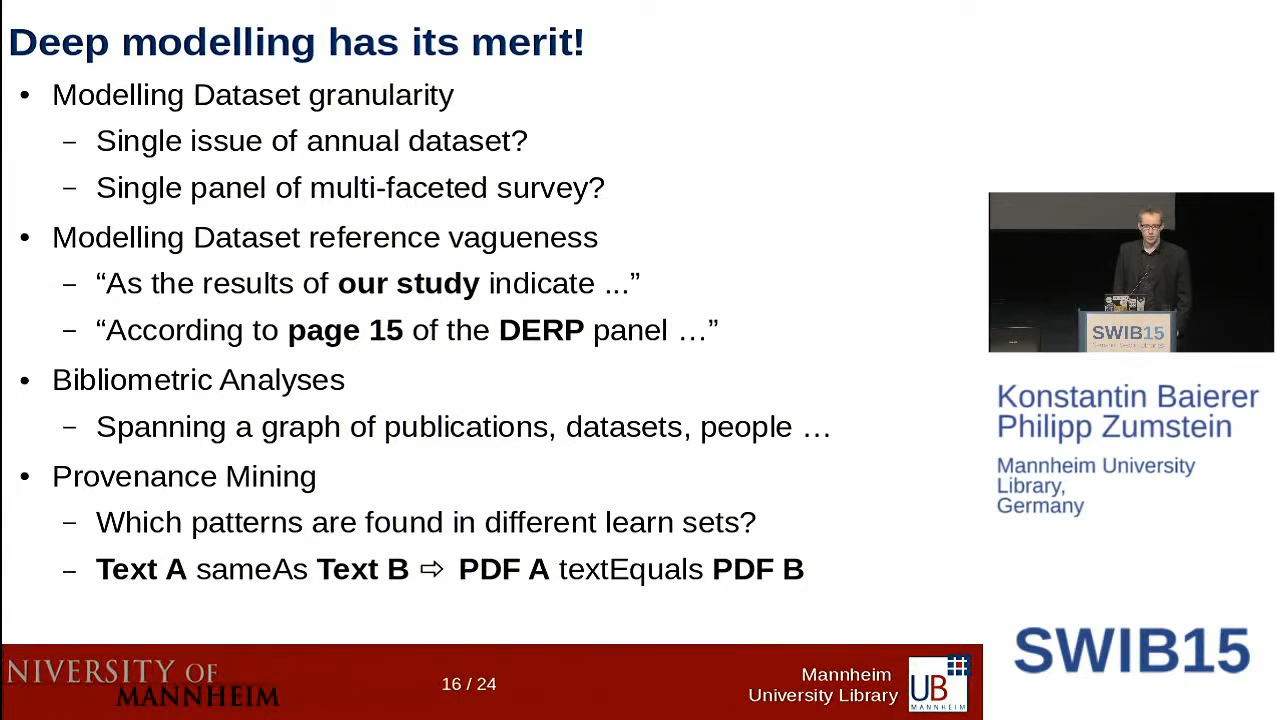 Deep modelling has its merit!
• Modelling Dataset granularity
– Single issue of annual dataset?
– Single panel of multi-faceted survey?
• Modelling Dataset reference vagueness
– “As the results of our study indicate ...”
– “According to page 15 of the DERP panel …”
• Bibliometric Analyses
– Spanning a graph of publications, datasets, people …
• Provenance Mining
– Which patterns are found in different learn sets?
– Text A sameAs Text B ⇨ PDF A textEquals PDF B
NIVERSITY OF
MANNHEIM
16 / 24
Mannheim
University Library
UB
MANNHEIM
SWIB15
Konstantin Baierer
Philipp Zumstein
Mannheim University
Library,
Germany
SWIB15